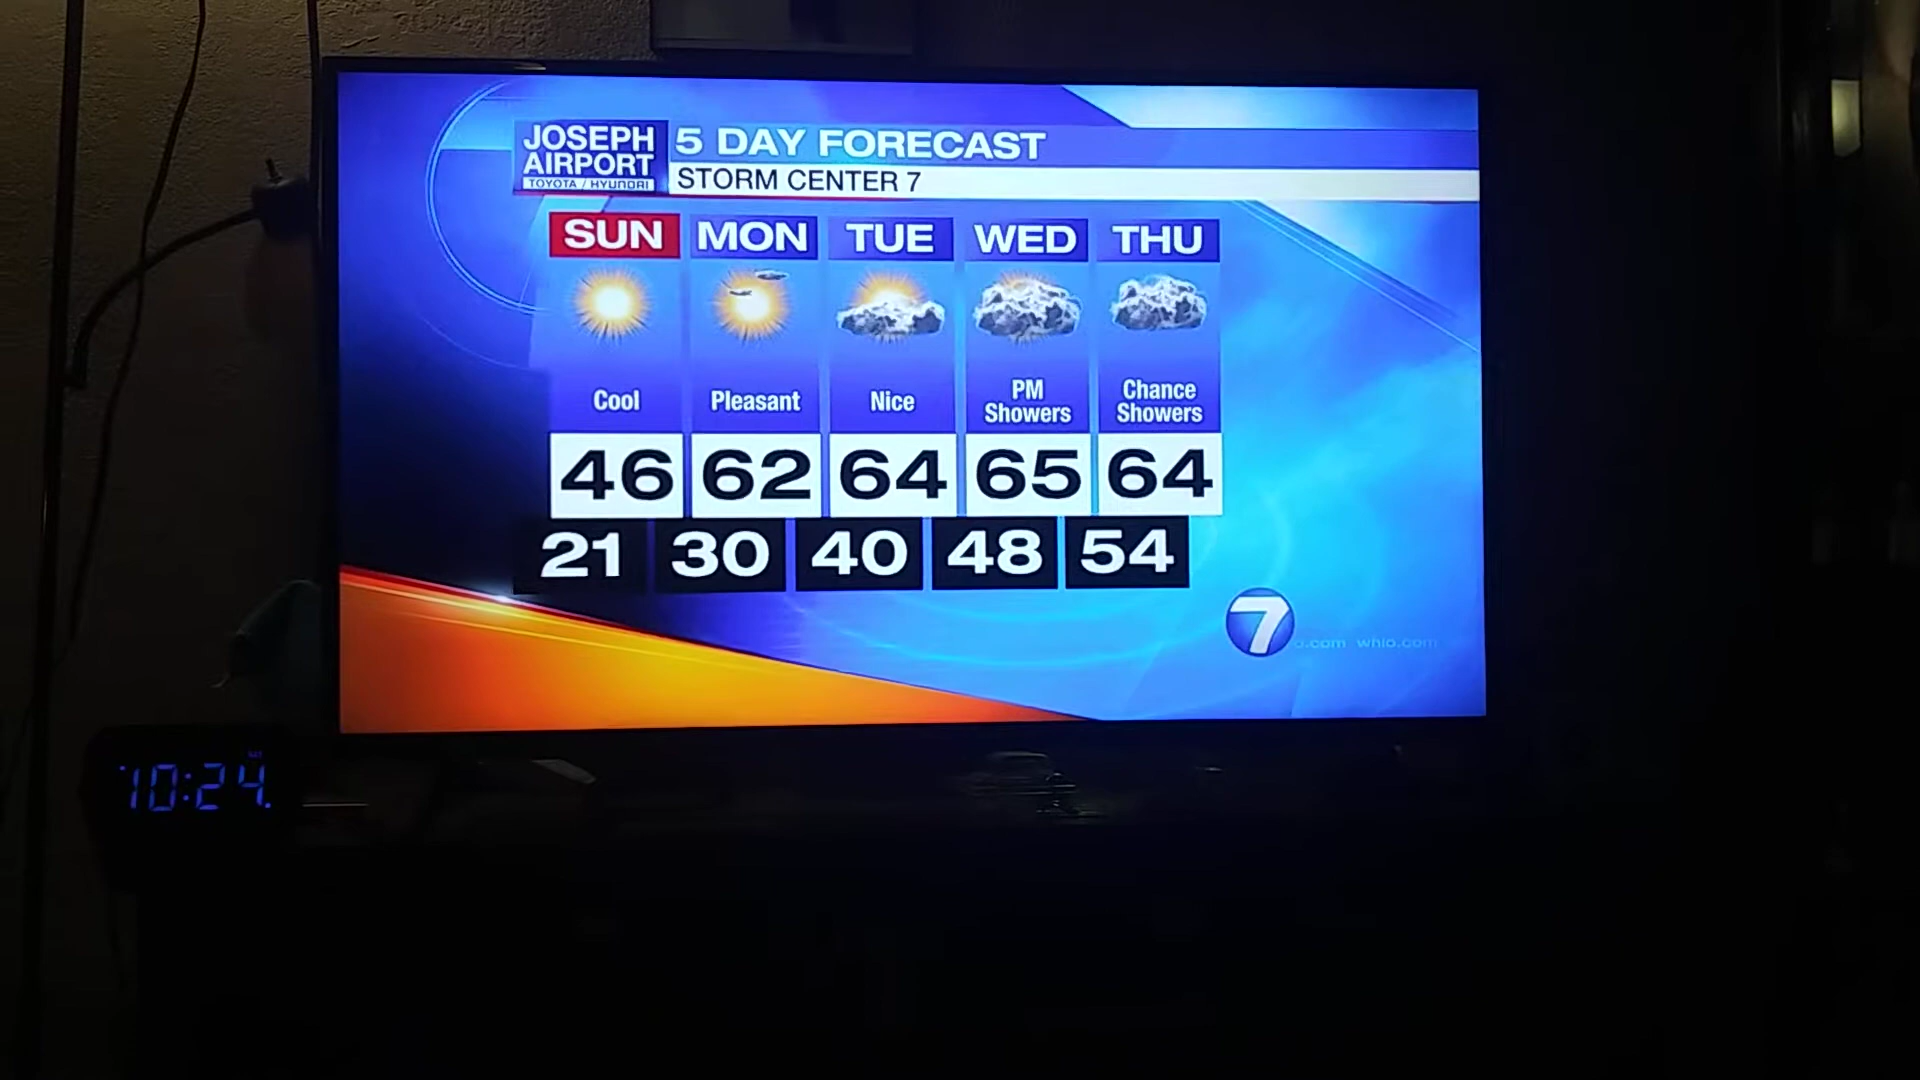 JOSEPH
AIRPORT
TOYOTA / HYUNDAI
5 DAY FORECAST
STORM CENTER 7
SUN MON TUE WED THU
Cool Pleasant Nice PM Showers Chance Showers
46 62 64 65 64
21 30 40 48 54
7
.com whio.com
10:24